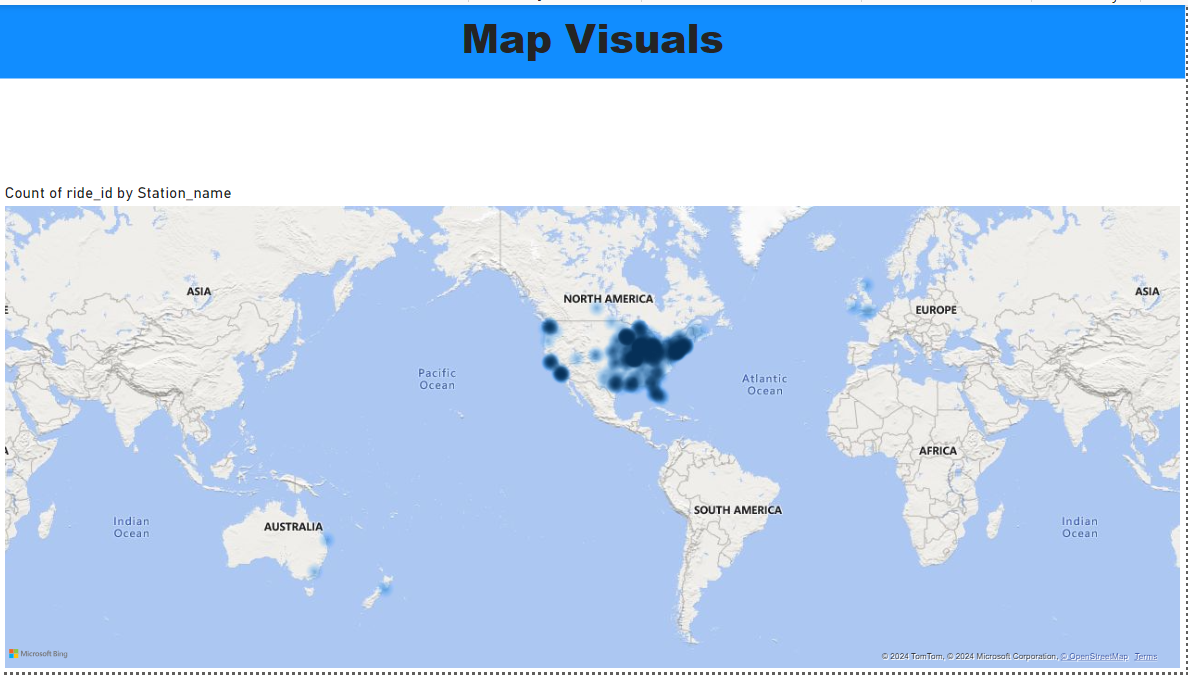 Map Visuals
Count of ride_id by Station_name
ASIA
NORTH AMERICA
ASIA
EUROPE
Pacific
Ocean
Atlantic
Ocean
AFRICA
SOUTH AMERICA
Indian
Ocean
AUSTRALIA
Indian
Ocean
Microsoft Bing
© 2024 TomTom, © 2024 Microsoft Corporation, © OpenStreetMap Terms